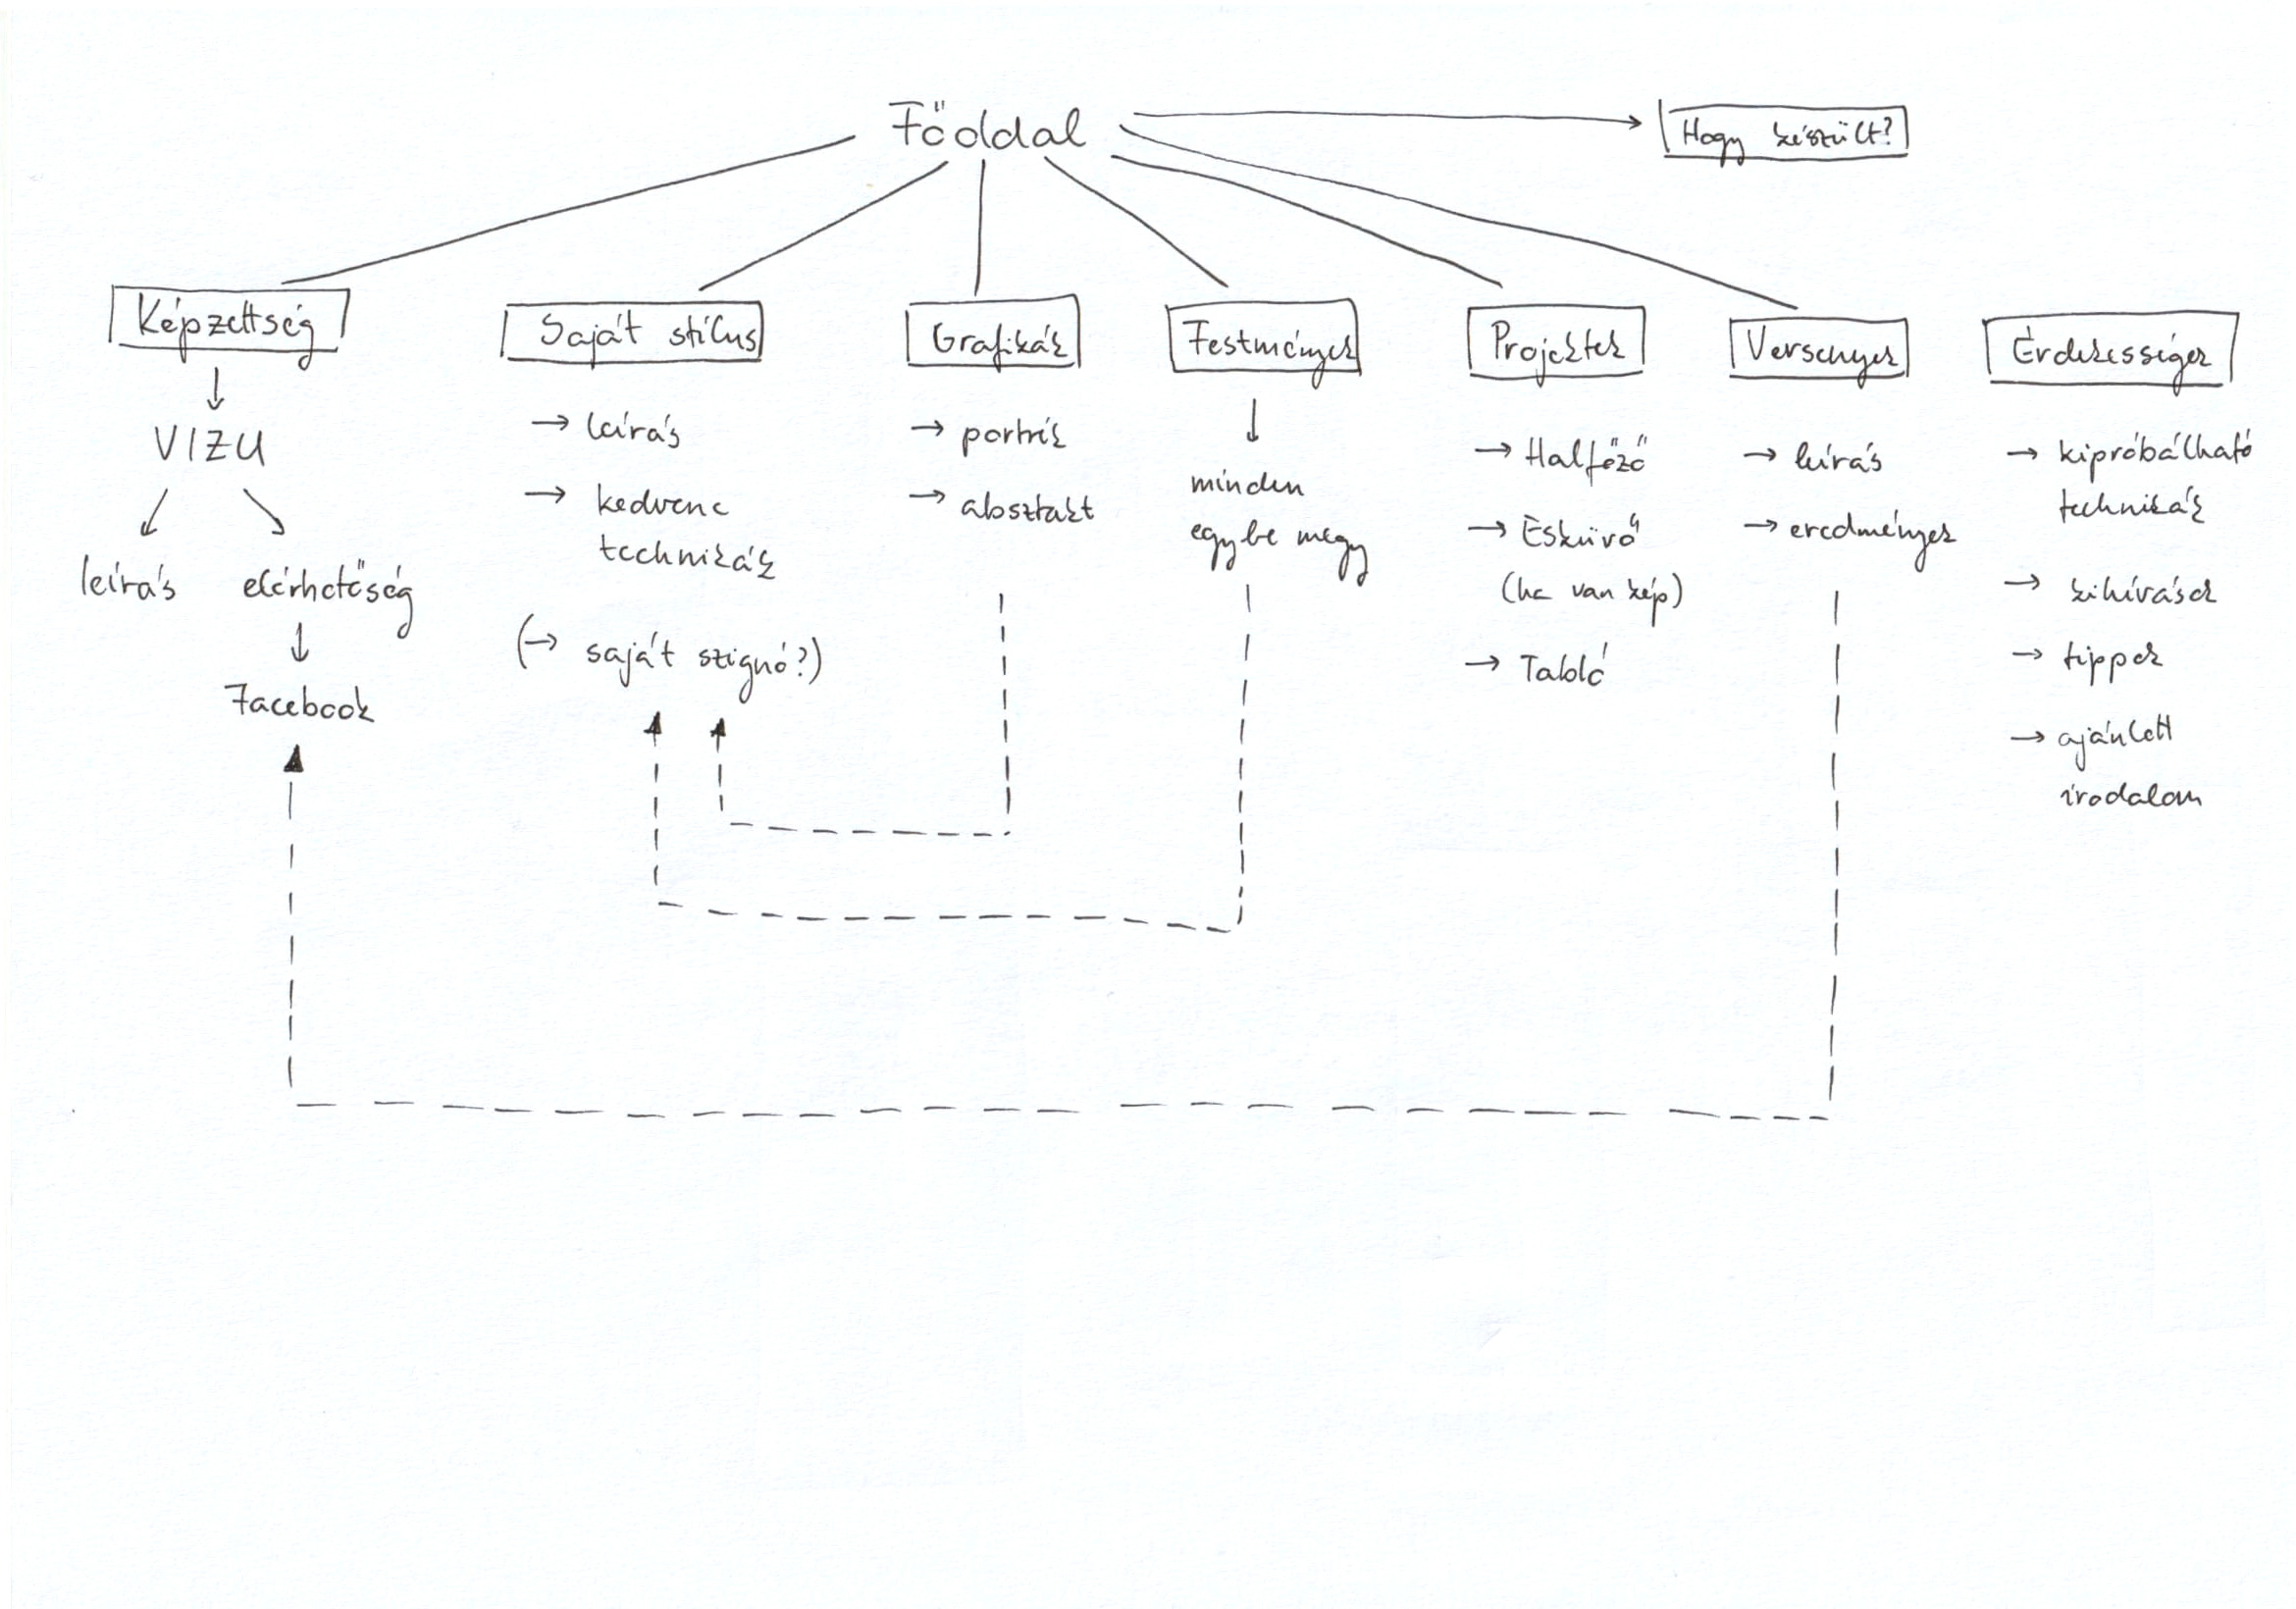 Főoldal
Hogy készült?
Képzettség
→ VIZU
leírás
elérhetőség
Facebook
Saját stílus
→ leírás
→ kedvenc
technikák
(→ saját szignó?)
Grafikák
→ portrék
→ absztakt
Festmények
minden
egybe megy
Projektek
→ Halfőző
→ Esküvő
(ha van kép)
→ Tabló
Versenyek
→ leírás
→ eredmények
Érdekességek
→ kipróbálható
technikák
→ kihívások
→ tippek
→ ajánlott
irodalom